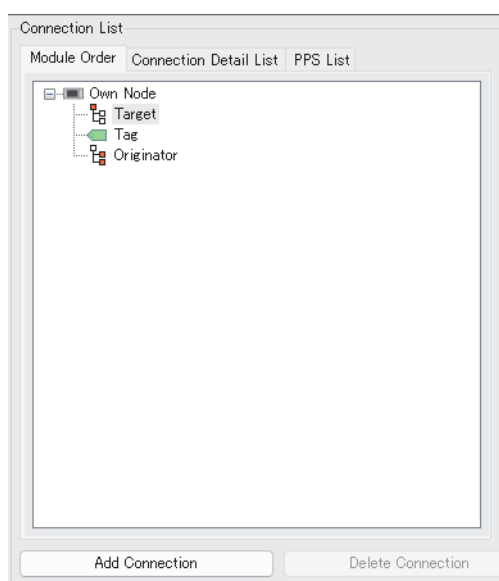 Connection List
Module Order Connection Detail List PPS List
Own Node
Target
Tag
Originator
Add Connection Delete Connection